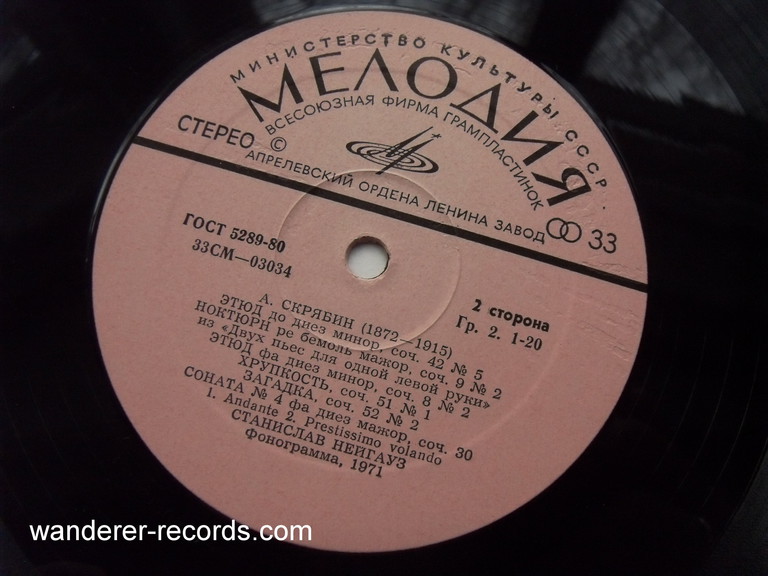 МИНИСТЕРСТВО КУЛЬТУРЫ СССР
МЕЛОДИЯ
ВСЕСОЮЗНАЯ ФИРМА ГРАМПЛАСТИНОК
СТЕРЕО ©
АПРЕЛЕВСКИЙ ОРДЕНА ЛЕНИНА ЗАВОД
33
ГОСТ 5289-80
33СМ—03034
2 сторона
Гр. 2. 1-20
А. СКРЯБИН (1872—1915)
ЭТЮД до диез минор, соч. 42 № 5
НОКТЮРН ре бемоль мажор, соч. 9 № 2
из «Двух пьес для одной левой руки»
ЭТЮД фа диез минор, соч. 8 № 2
ХРУПКОСТЬ, соч. 51 № 1
ЗАГАДКА, соч. 52 № 2
СОНАТА № 4 фа диез мажор, соч. 30
1. Andante 2. Prestissimo volando
СТАНИСЛАВ НЕЙГАУЗ
Фонограмма, 1971
wanderer-records.com